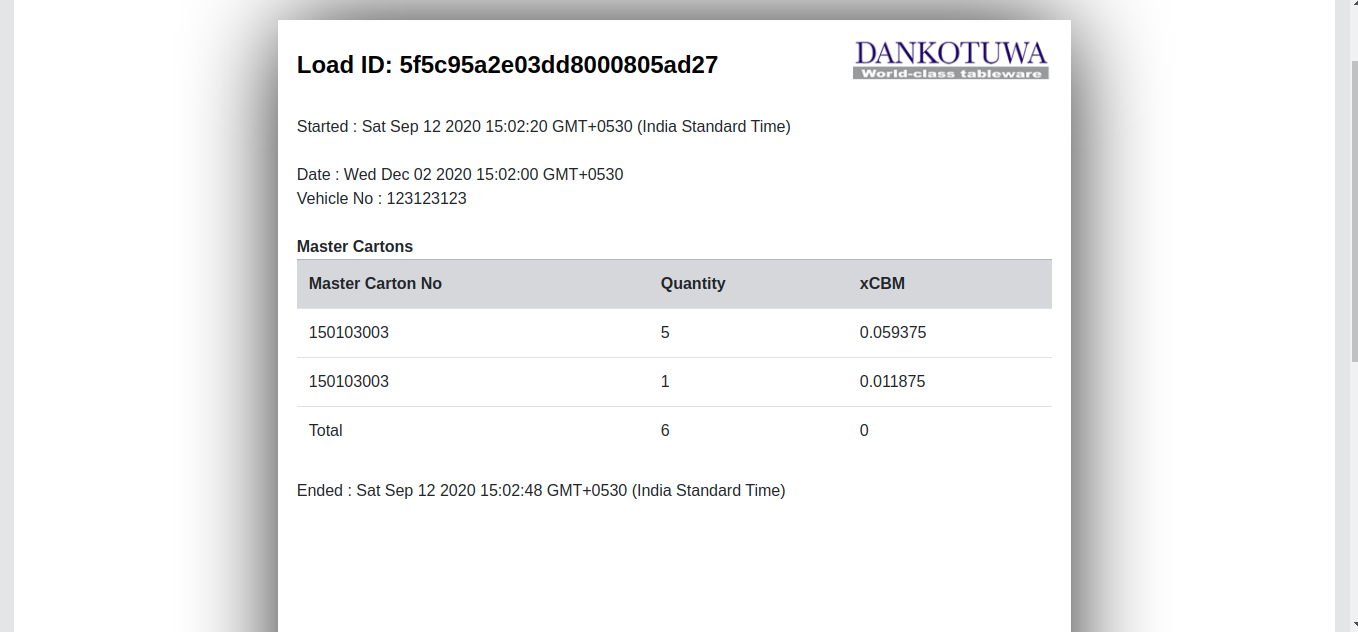 Load ID: 5f5c95a2e03dd8000805ad27
DANKOTUWA
World-class tableware
Started : Sat Sep 12 2020 15:02:20 GMT+0530 (India Standard Time)
Date : Wed Dec 02 2020 15:02:00 GMT+0530
Vehicle No : 123123123
Master Cartons
Master Carton No Quantity xCBM
150103003 5 0.059375
150103003 1 0.011875
Total 6 0
Ended : Sat Sep 12 2020 15:02:48 GMT+0530 (India Standard Time)